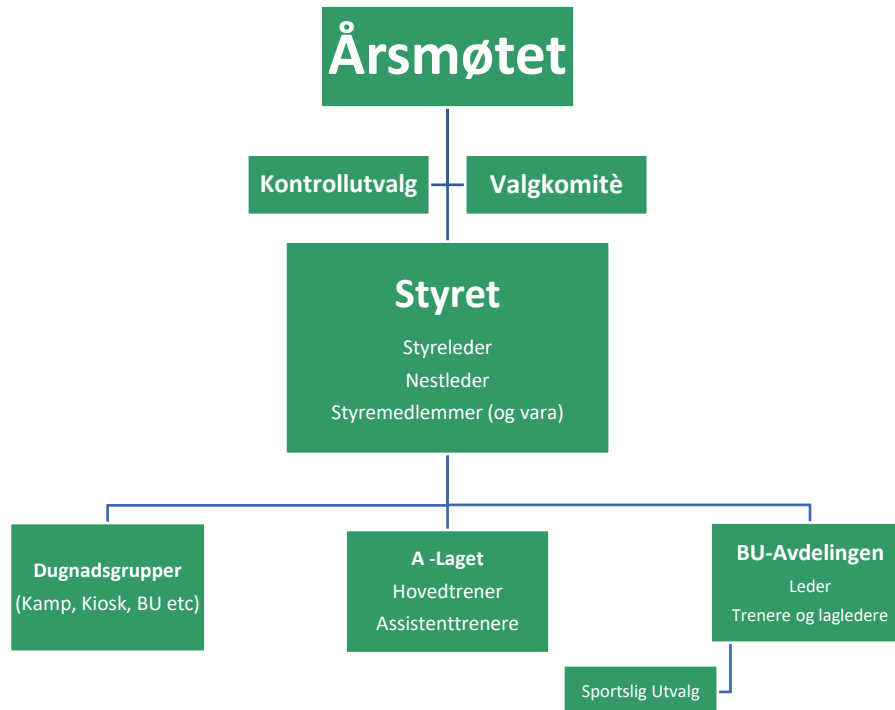 Årsmøtet
Kontrollutvalg
Valgkomitè
Styret
Styreleder
Nestleder
Styremedlemmer (og vara)
Dugnadsgrupper
(Kamp, Kiosk, BU etc)
A -Laget
Hovedtrener
Assistenttrenere
BU-Avdelingen
Leder
Trenere og lagledere
Sportslig Utvalg